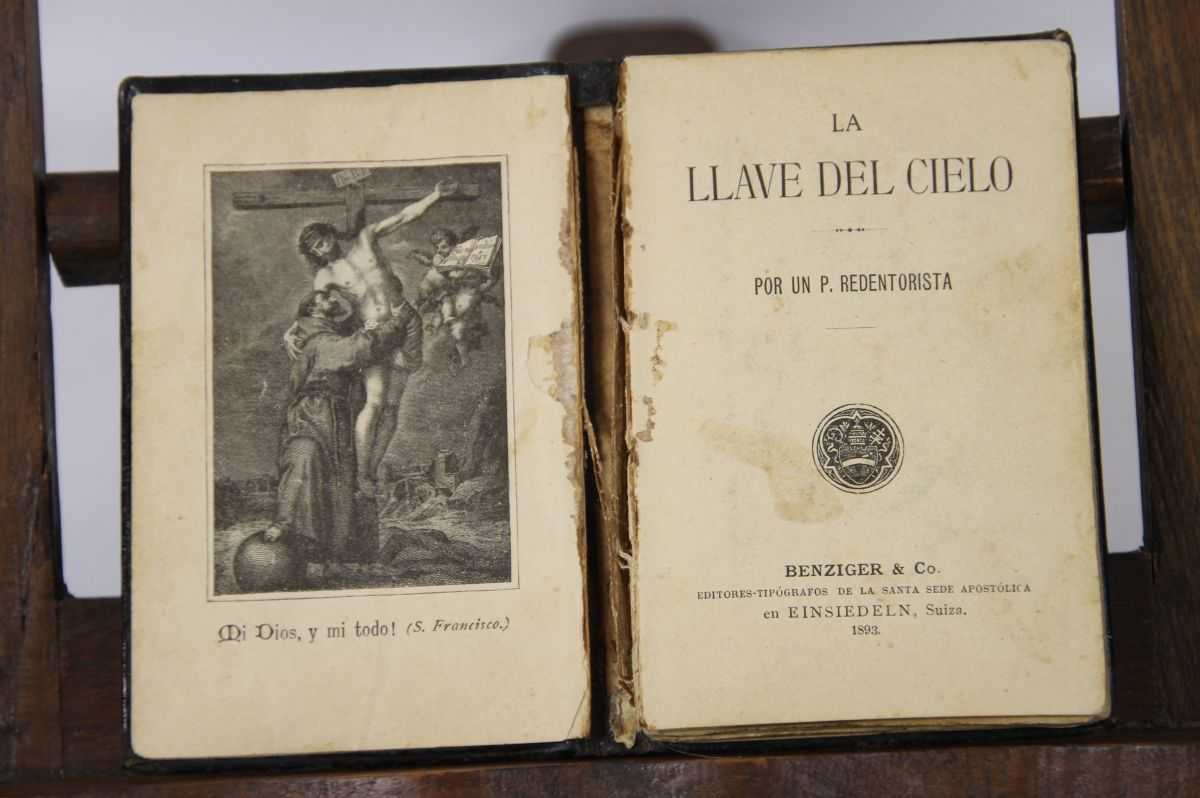 Mi Dios, y mi todo! (S. Francisco.)
LA
LLAVE DEL CIELO
POR UN P. REDENTORISTA
BENZIGER & Co.
EDITORES-TIPÓGRAFOS DE LA SANTA SEDE APOSTÓLICA
en EINSIEDELN, Suiza.
1893.